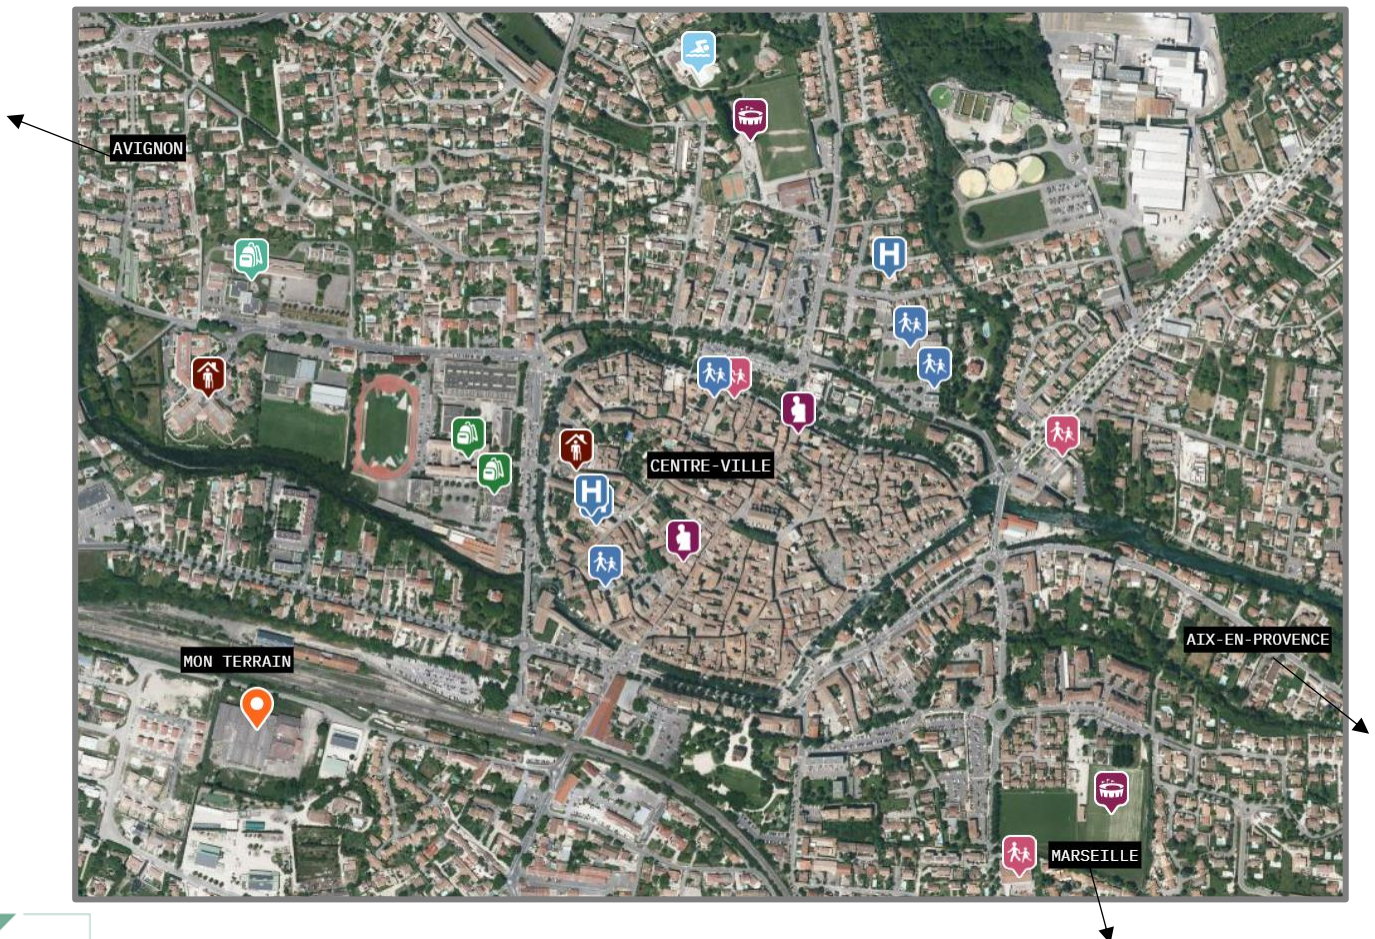 AVIGNON
H
CENTRE-VILLE
H
AIX-EN-PROVENCE
MON TERRAIN
MARSEILLE